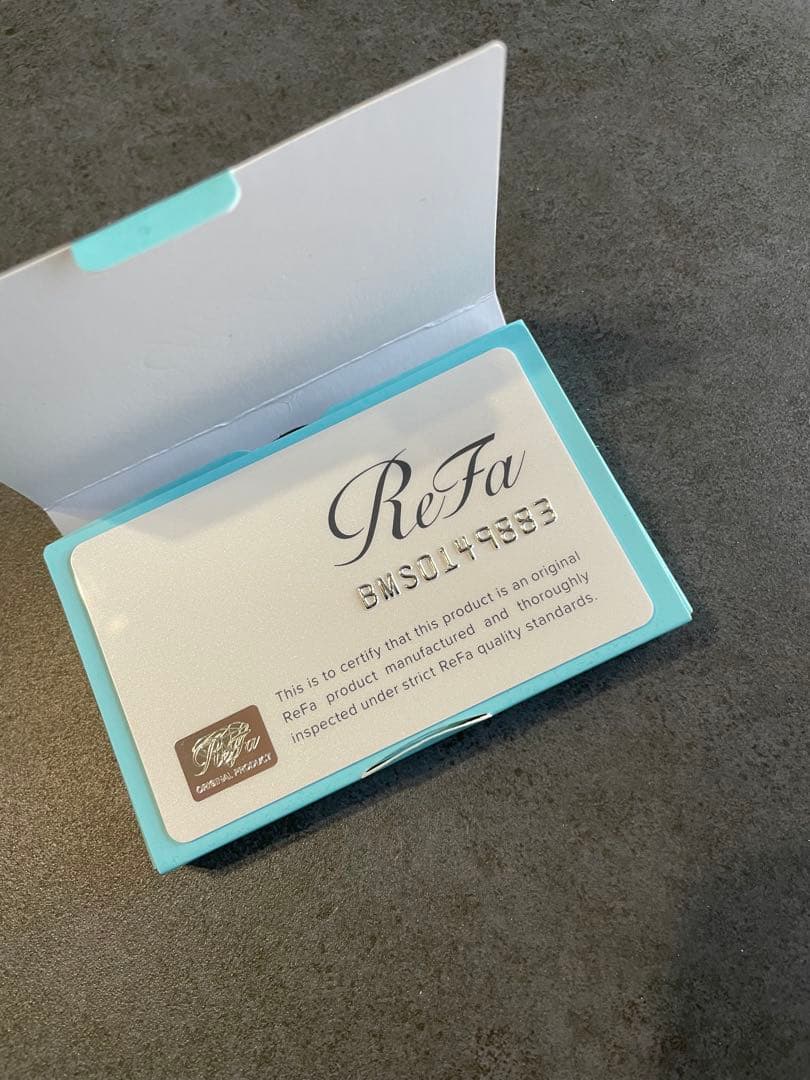 ReFa
BMS0149883
This is to certify that this product is an original
ReFa product manufactured and thoroughly
inspected under strict ReFa quality standards.
ReFa
ORIGINAL PRODUCT